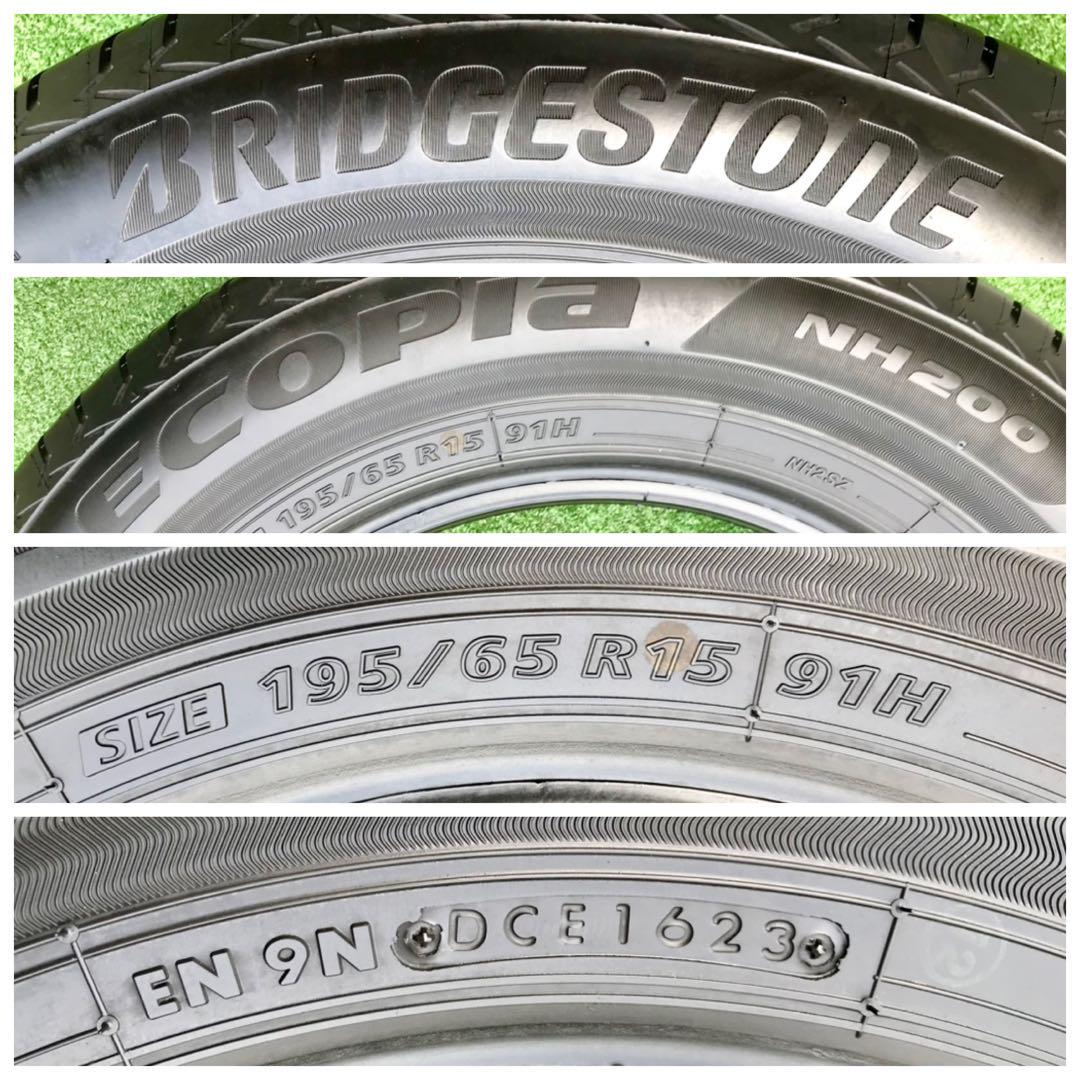 BRIDGESTONE
ECOPIA NH200
195/65 R15 91H NH2SZ
SIZE 195/65 R15 91H
EN 9N DCE1623